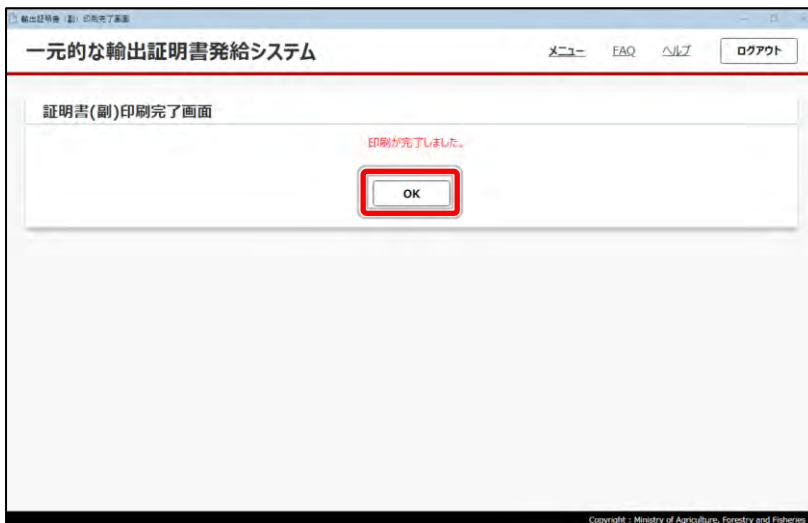 輸出証明書（副）印刷完了画面
一元的な輸出証明書発給システム
メニュー FAQ ヘルプ ログアウト
証明書(副)印刷完了画面
印刷が完了しました。
OK
Copyright : Ministry of Agriculture, Forestry and Fisheries